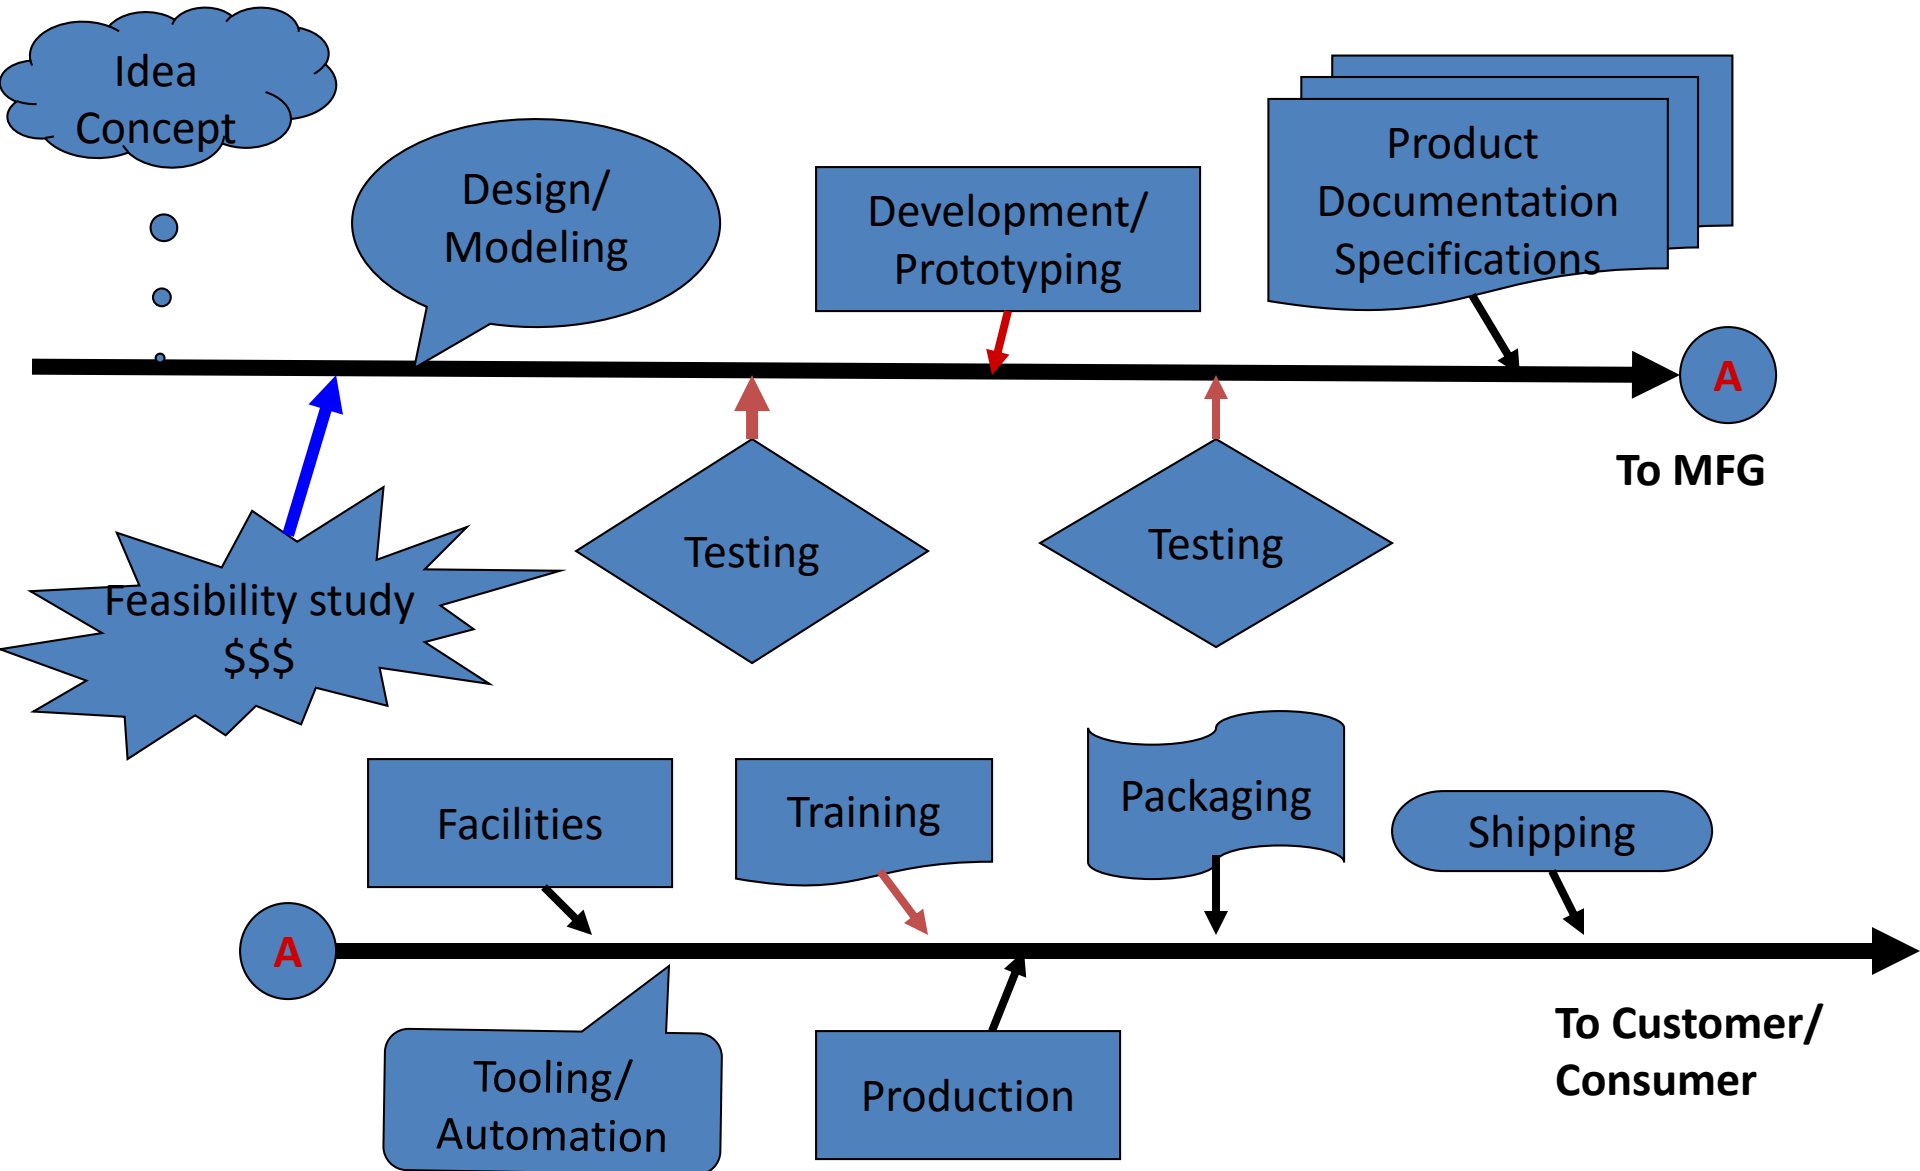 Idea
Concept
Design/
Modeling
Development/
Prototyping
Product
Documentation
Specifications
A
To MFG
Feasibility study
$$$
Testing
Testing
Facilities
Training
Packaging
Shipping
A
To Customer/
Consumer
Tooling/
Automation
Production